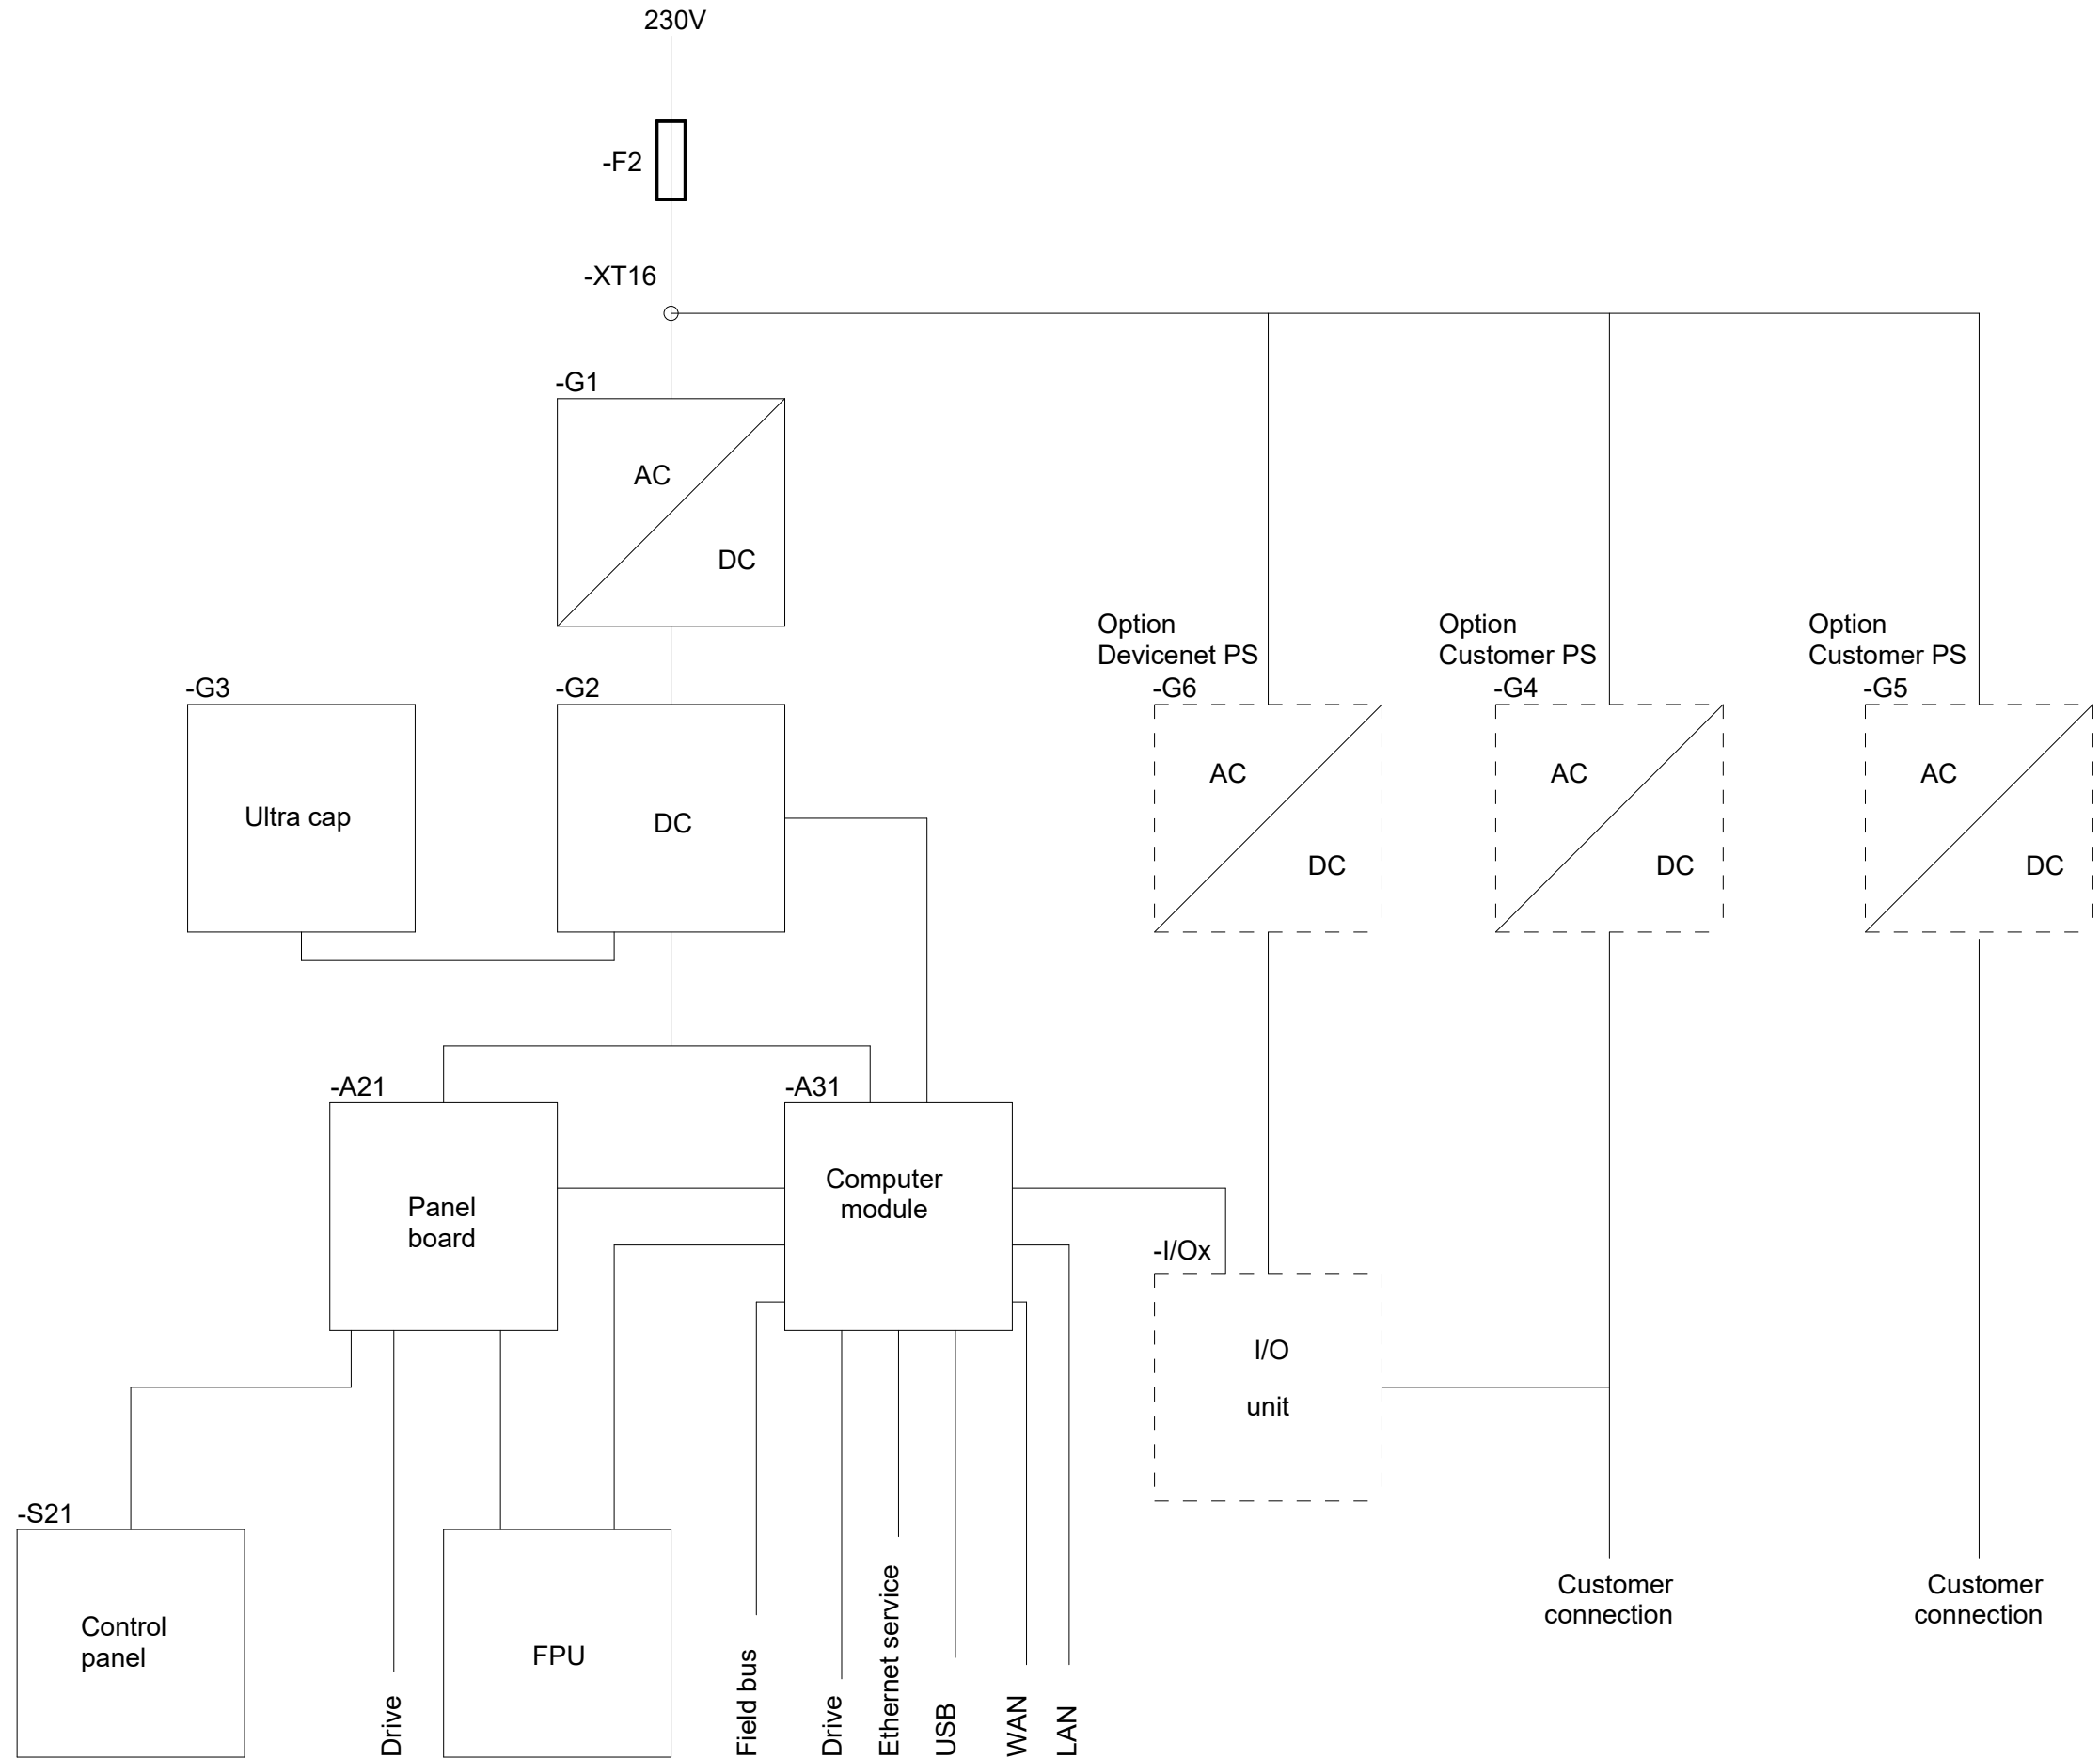 230V
-F2
-XT16
-G1
AC
DC
Option
Devicenet PS
-G6
Option
Customer PS
-G4
Option
Customer PS
-G5
-G3
-G2
AC
AC
AC
Ultra cap
DC
DC
DC
DC
-A21
-A31
Computer
module
Panel
board
-I/Ox
I/O
unit
-S21
Control
panel
FPU
Customer
connection
Customer
connection
Drive
Field bus
Drive
Ethernet service
USB
WAN
LAN